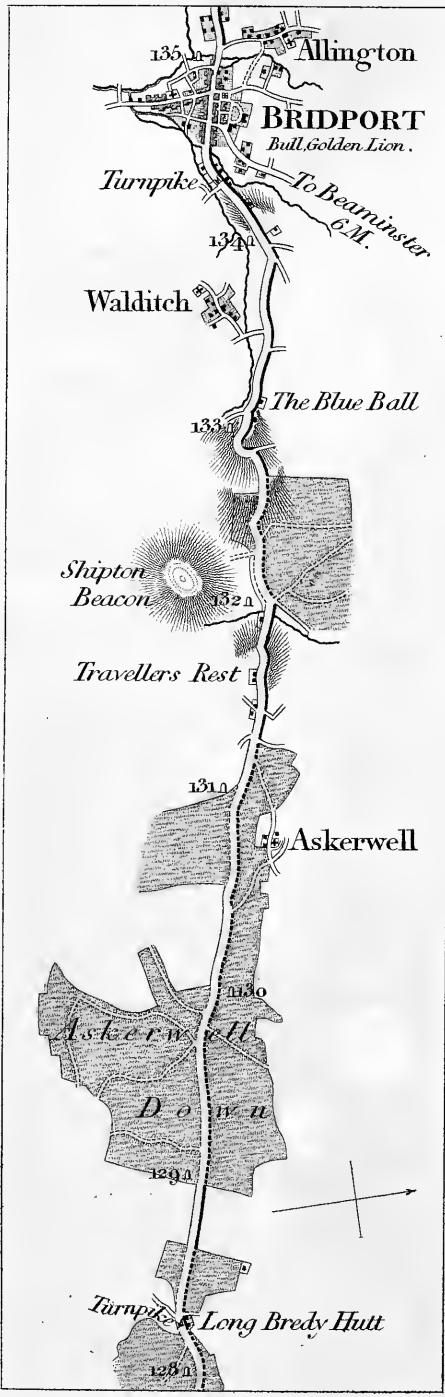 135
Allington
BRIDPORT
Bull, Golden Lion.
Turnpike
To Beaminster
6 M.
134
Walditch
The Blue Ball
133
Shipton
Beacon
132
Travellers Rest
131
Askerwell
130
Askerwell
Down
129
Turnpike
Long Bredy Hutt
128